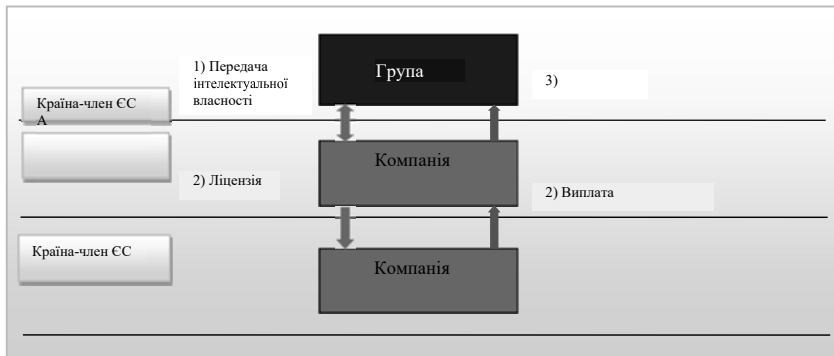 1) Передача
інтелектуальної
власності
Група
3)
Країна-член ЄС
А
Компанія
2) Ліцензія
2) Виплата
Країна-член ЄС
Компанія